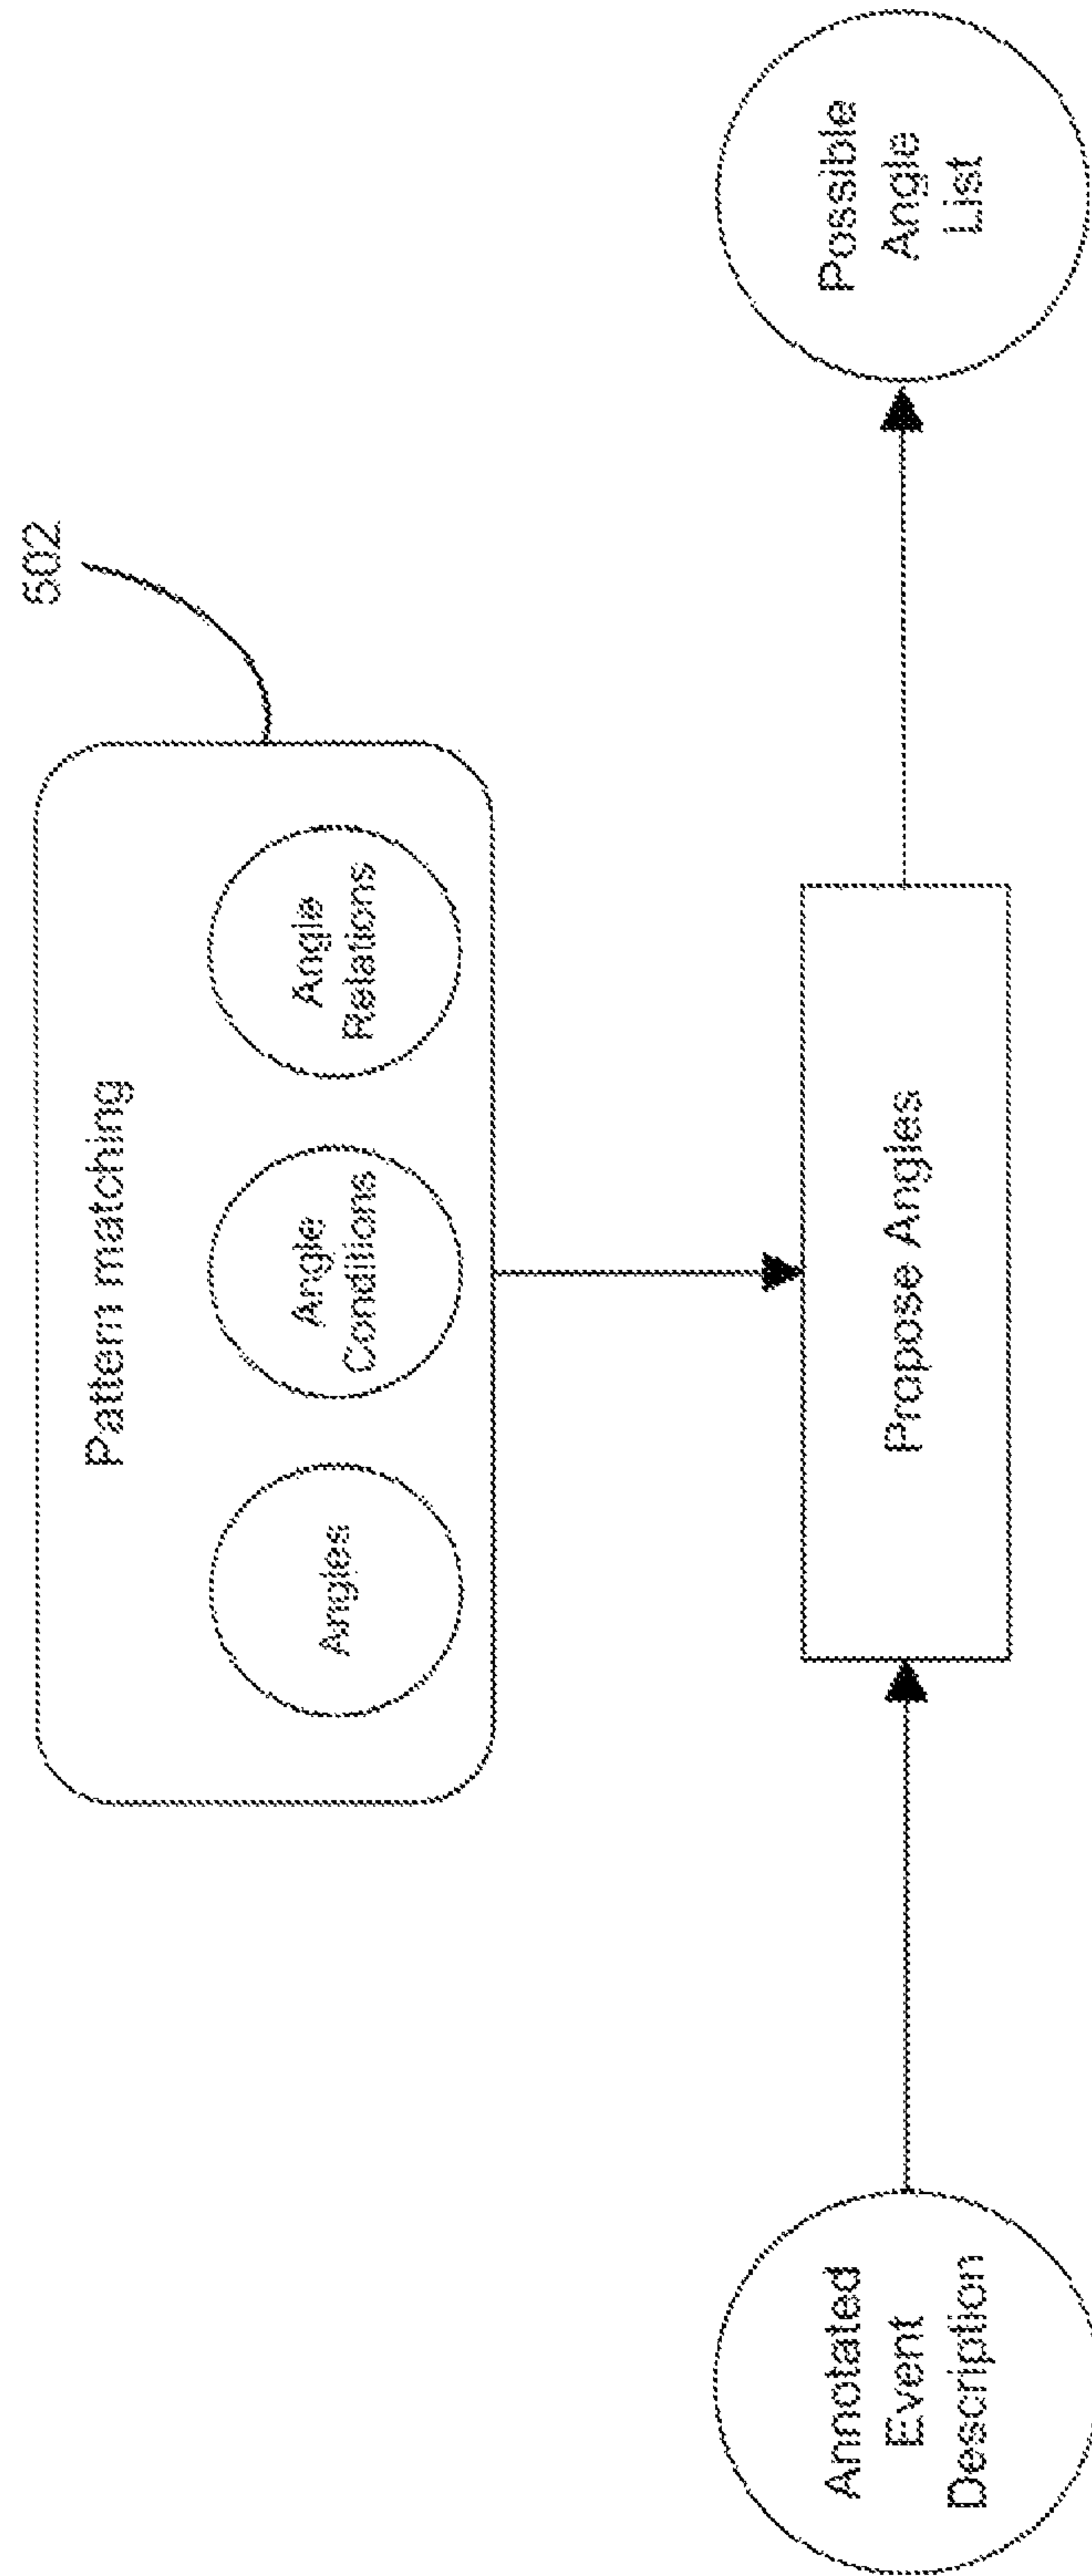 502
Pattern matching
Angles
Angle
Conditions
Angle
Relations
Annotated
Event
Description
Propose Angles
Possible
Angle
List